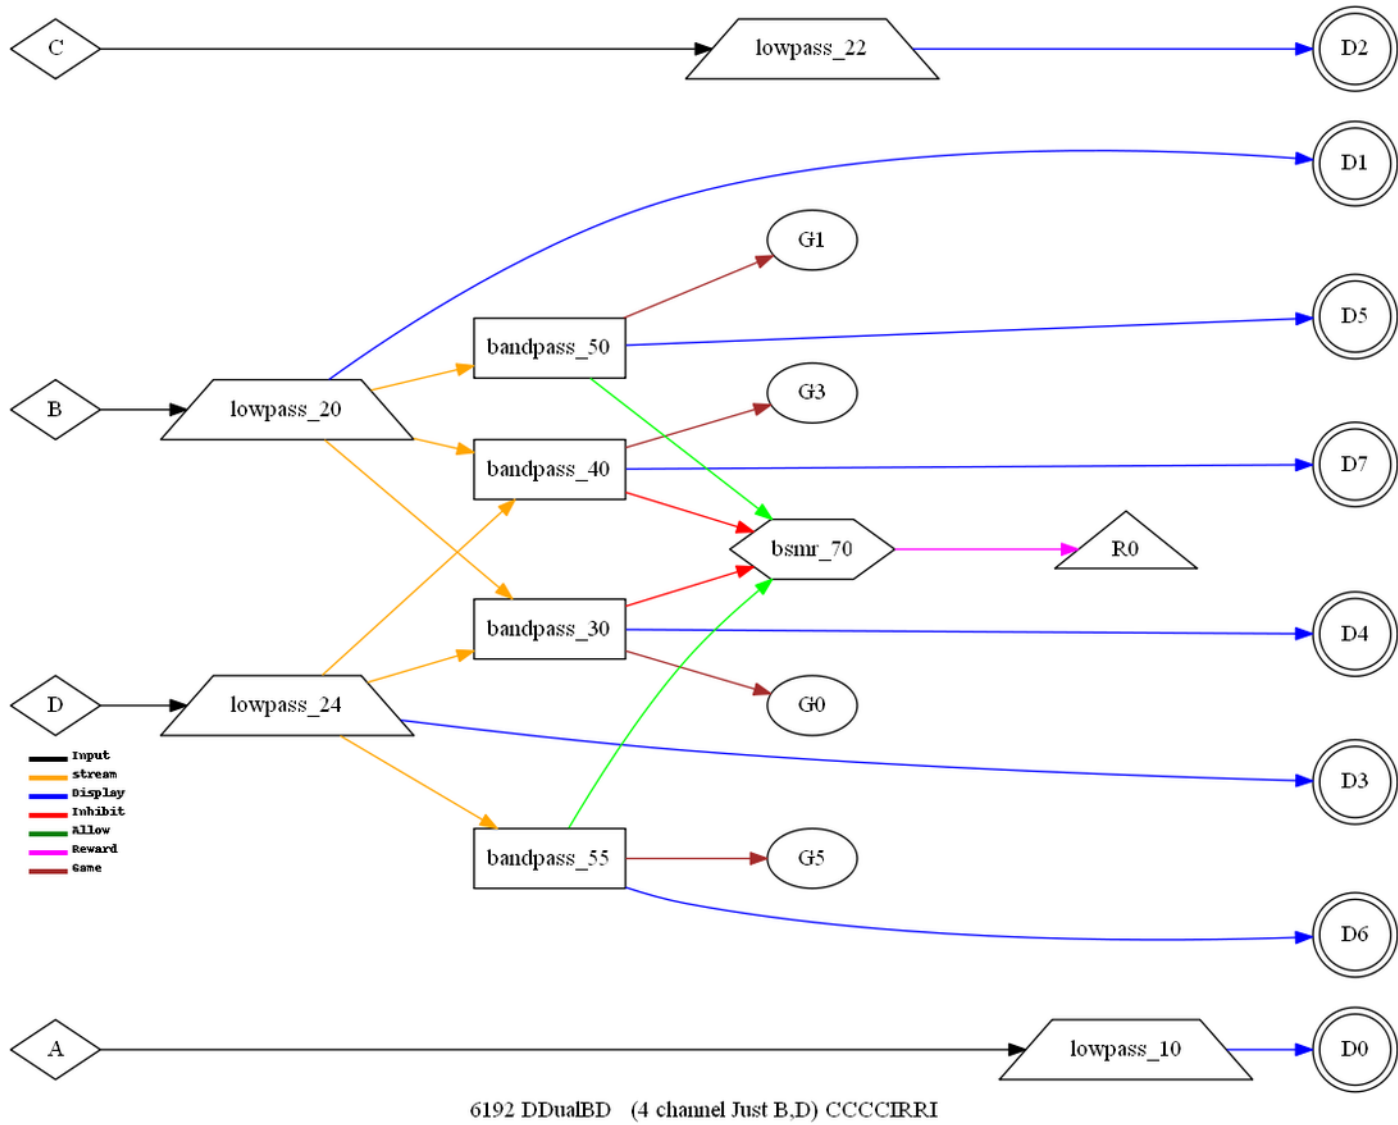 C
lowpass_22
D2
D1
G1
bandpass_50
D5
B
lowpass_20
G3
bandpass_40
D7
bsmr_70
R0
bandpass_30
D4
D
lowpass_24
G0
D3
Input
stream
Display
Inhibit
Allow
Reward
Game
bandpass_55
G5
D6
A
lowpass_10
D0
6192 DDualBD (4 channel Just B,D) CCCCIRRI